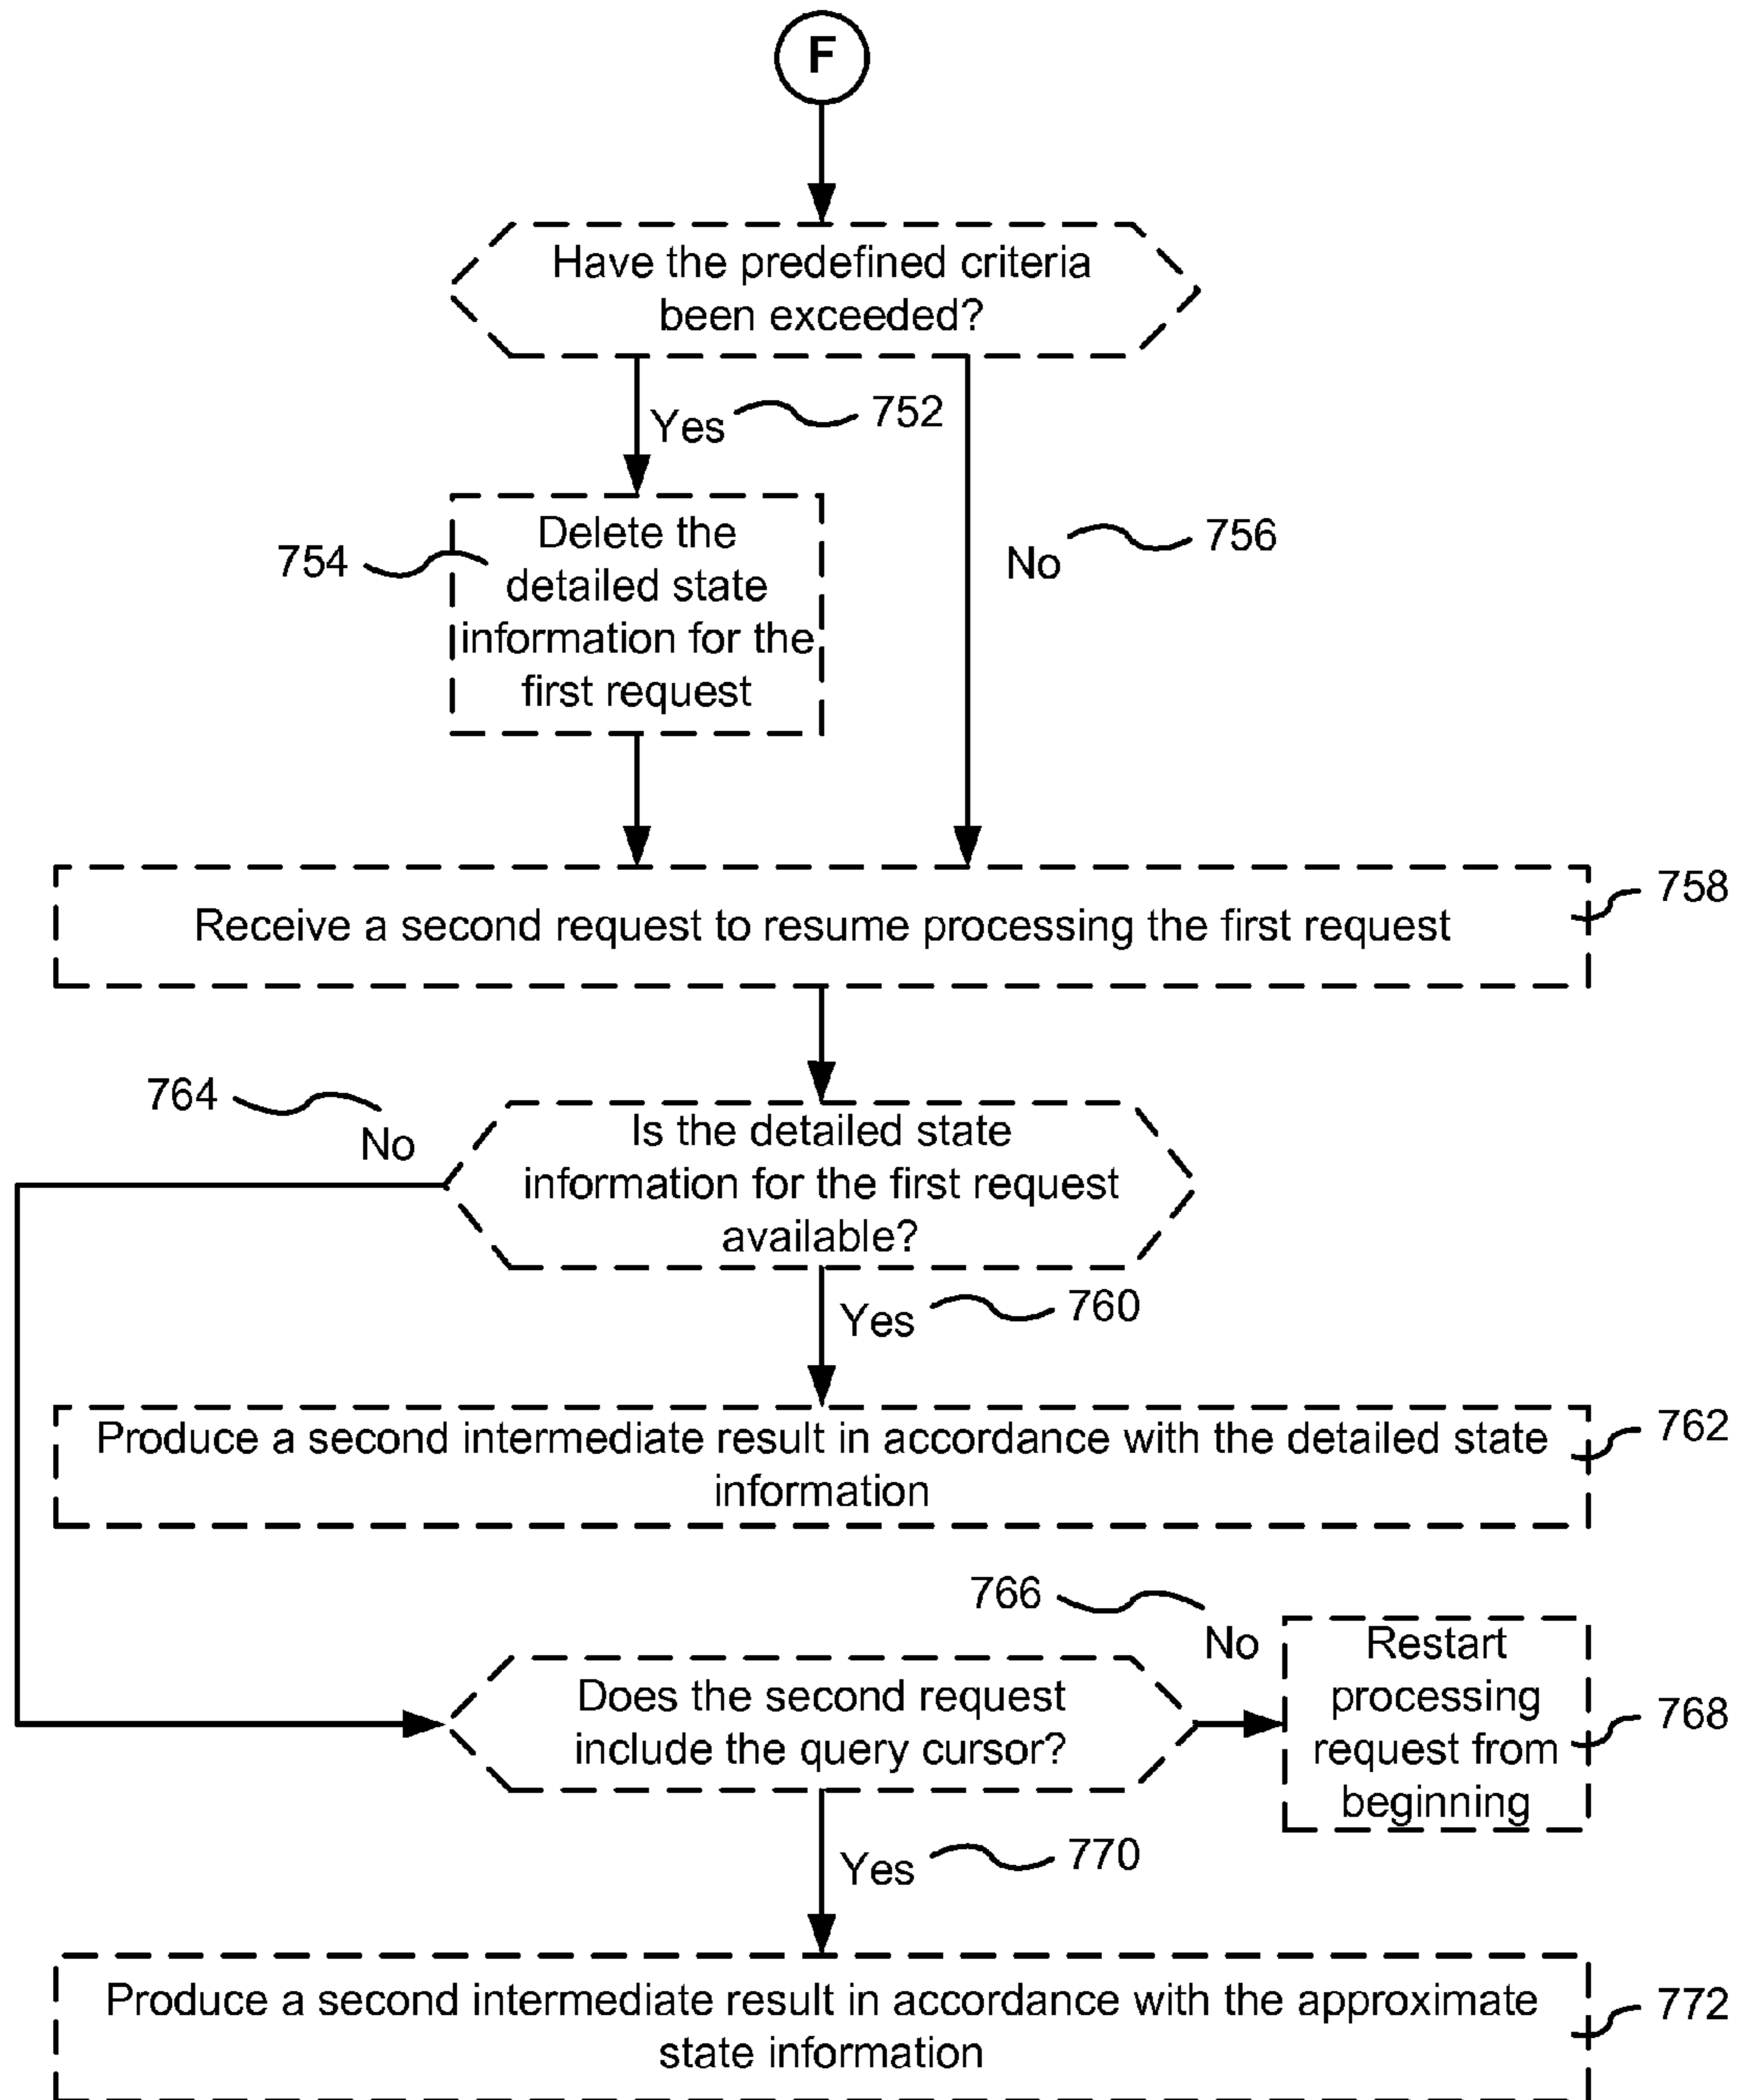 F
Have the predefined criteria
been exceeded?
Yes
752
Delete the
detailed state
information for the
first request
754
No
756
Receive a second request to resume processing the first request
758
764
No
Is the detailed state
information for the first request
available?
Yes
760
Produce a second intermediate result in accordance with the detailed state
information
762
766
No
Does the second request
include the query cursor?
Restart
processing
request from
beginning
768
Yes
770
Produce a second intermediate result in accordance with the approximate
state information
772